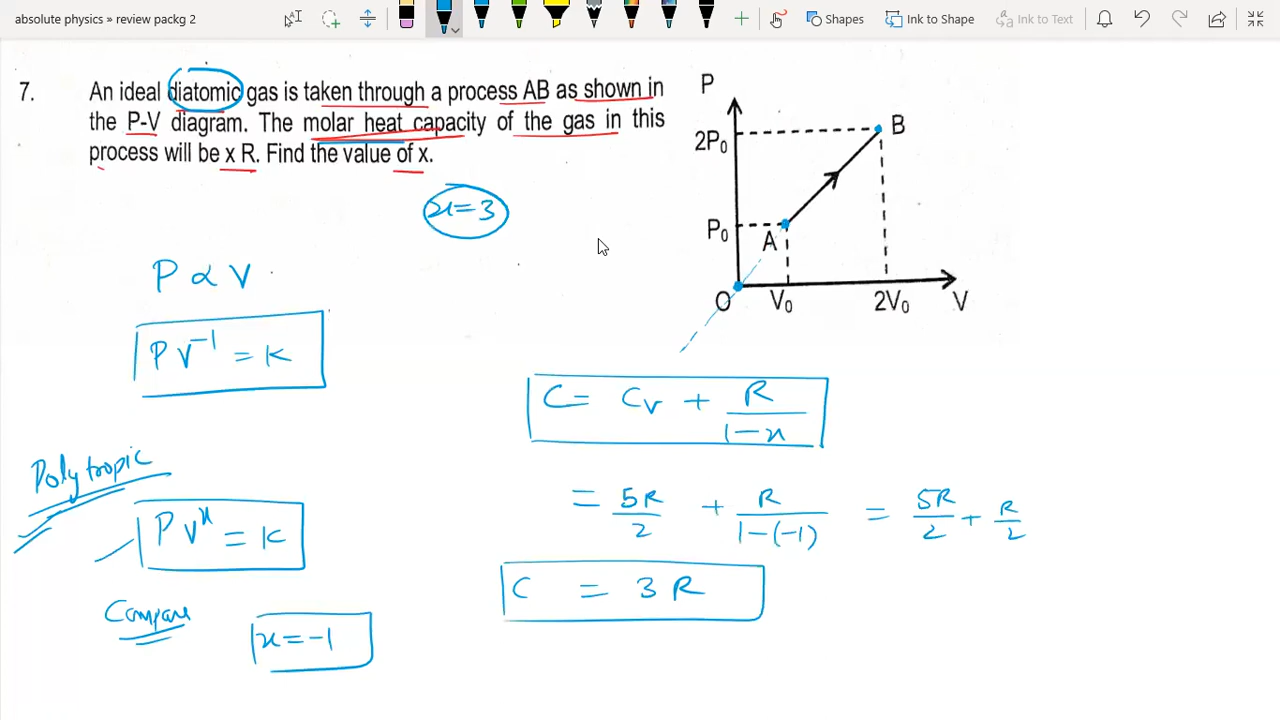 absolute physics » review packg 2
Shapes
Ink to Shape
Ink to Text
7. An ideal diatomic gas is taken through a process AB as shown in
the P-V diagram. The molar heat capacity of the gas in this
process will be x R. Find the value of x.
P
2P₀
B
P₀
A
O
V₀
2V₀
V
x=3
P ∝ V
PV⁻¹ = K
C = Cv + R/(1-x)
Polytropic
PVˣ = K
= 5R/2 + R/(1-(-1)) = 5R/2 + R/2
C = 3R
Compare
x = -1